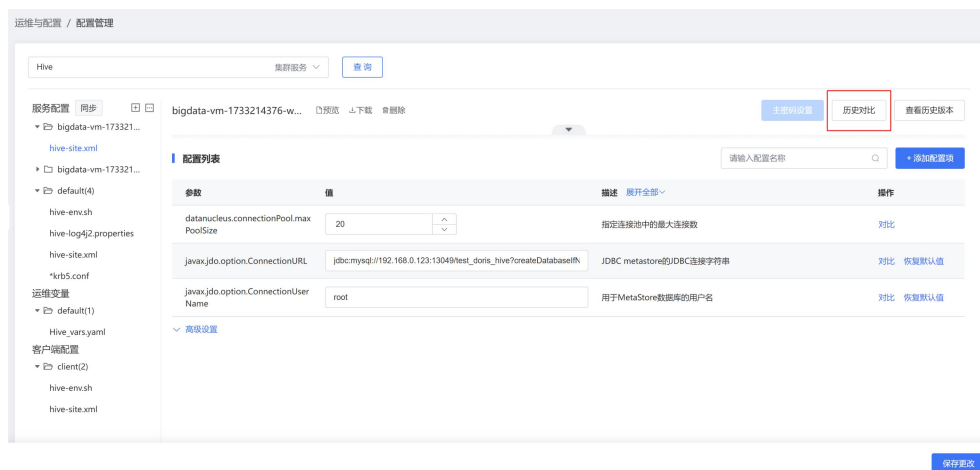 运维与配置 / 配置管理
Hive 集群服务 查 询
服务配置 同步
bigdata-vm-173321...
hive-site.xml
bigdata-vm-173321...
default(4)
hive-env.sh
hive-log4j2.properties
hive-site.xml
*krb5.conf
运维变量
default(1)
Hive_vars.yaml
客户端配置
client(2)
hive-env.sh
hive-site.xml
bigdata-vm-1733214376-w... 预览 下载 删除 主密码设置 历史对比 查看历史版本
配置列表 请输入配置名称 + 添加配置项
参数 值 描述 展开全部 操作
datanucleus.connectionPool.max
PoolSize 20 指定连接池中的最大连接数 对比
javax.jdo.option.ConnectionURL jdbc:mysql://192.168.0.123:13049/test_doris_hive?createDatabaseIfN JDBC metastore的JDBC连接字符串 对比 恢复默认值
javax.jdo.option.ConnectionUser
Name root 用于MetaStore数据库的用户名 对比 恢复默认值
高级设置
保存更改